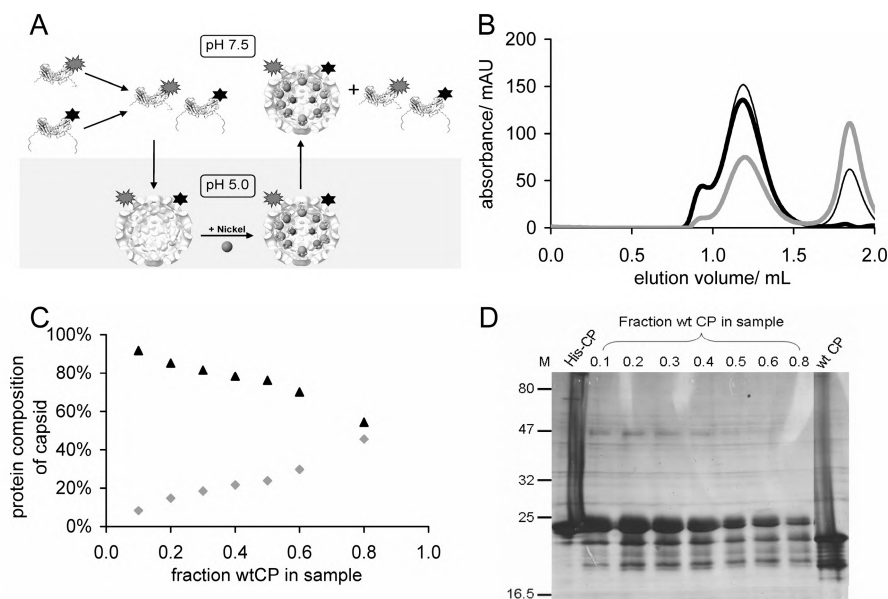 A
pH 7.5
+
pH 5.0
+ Nickel
B
absorbance/ mAU
200
150
100
50
0
0.0 0.5 1.0 1.5 2.0
elution volume/ mL
C
protein composition
of capsid
100%
80%
60%
40%
20%
0%
0.0 0.2 0.4 0.6 0.8 1.0
fraction wtCP in sample
D
Fraction wt CP in sample
M His-CP 0.1 0.2 0.3 0.4 0.5 0.6 0.8 wt CP
80
47
32
25
16.5